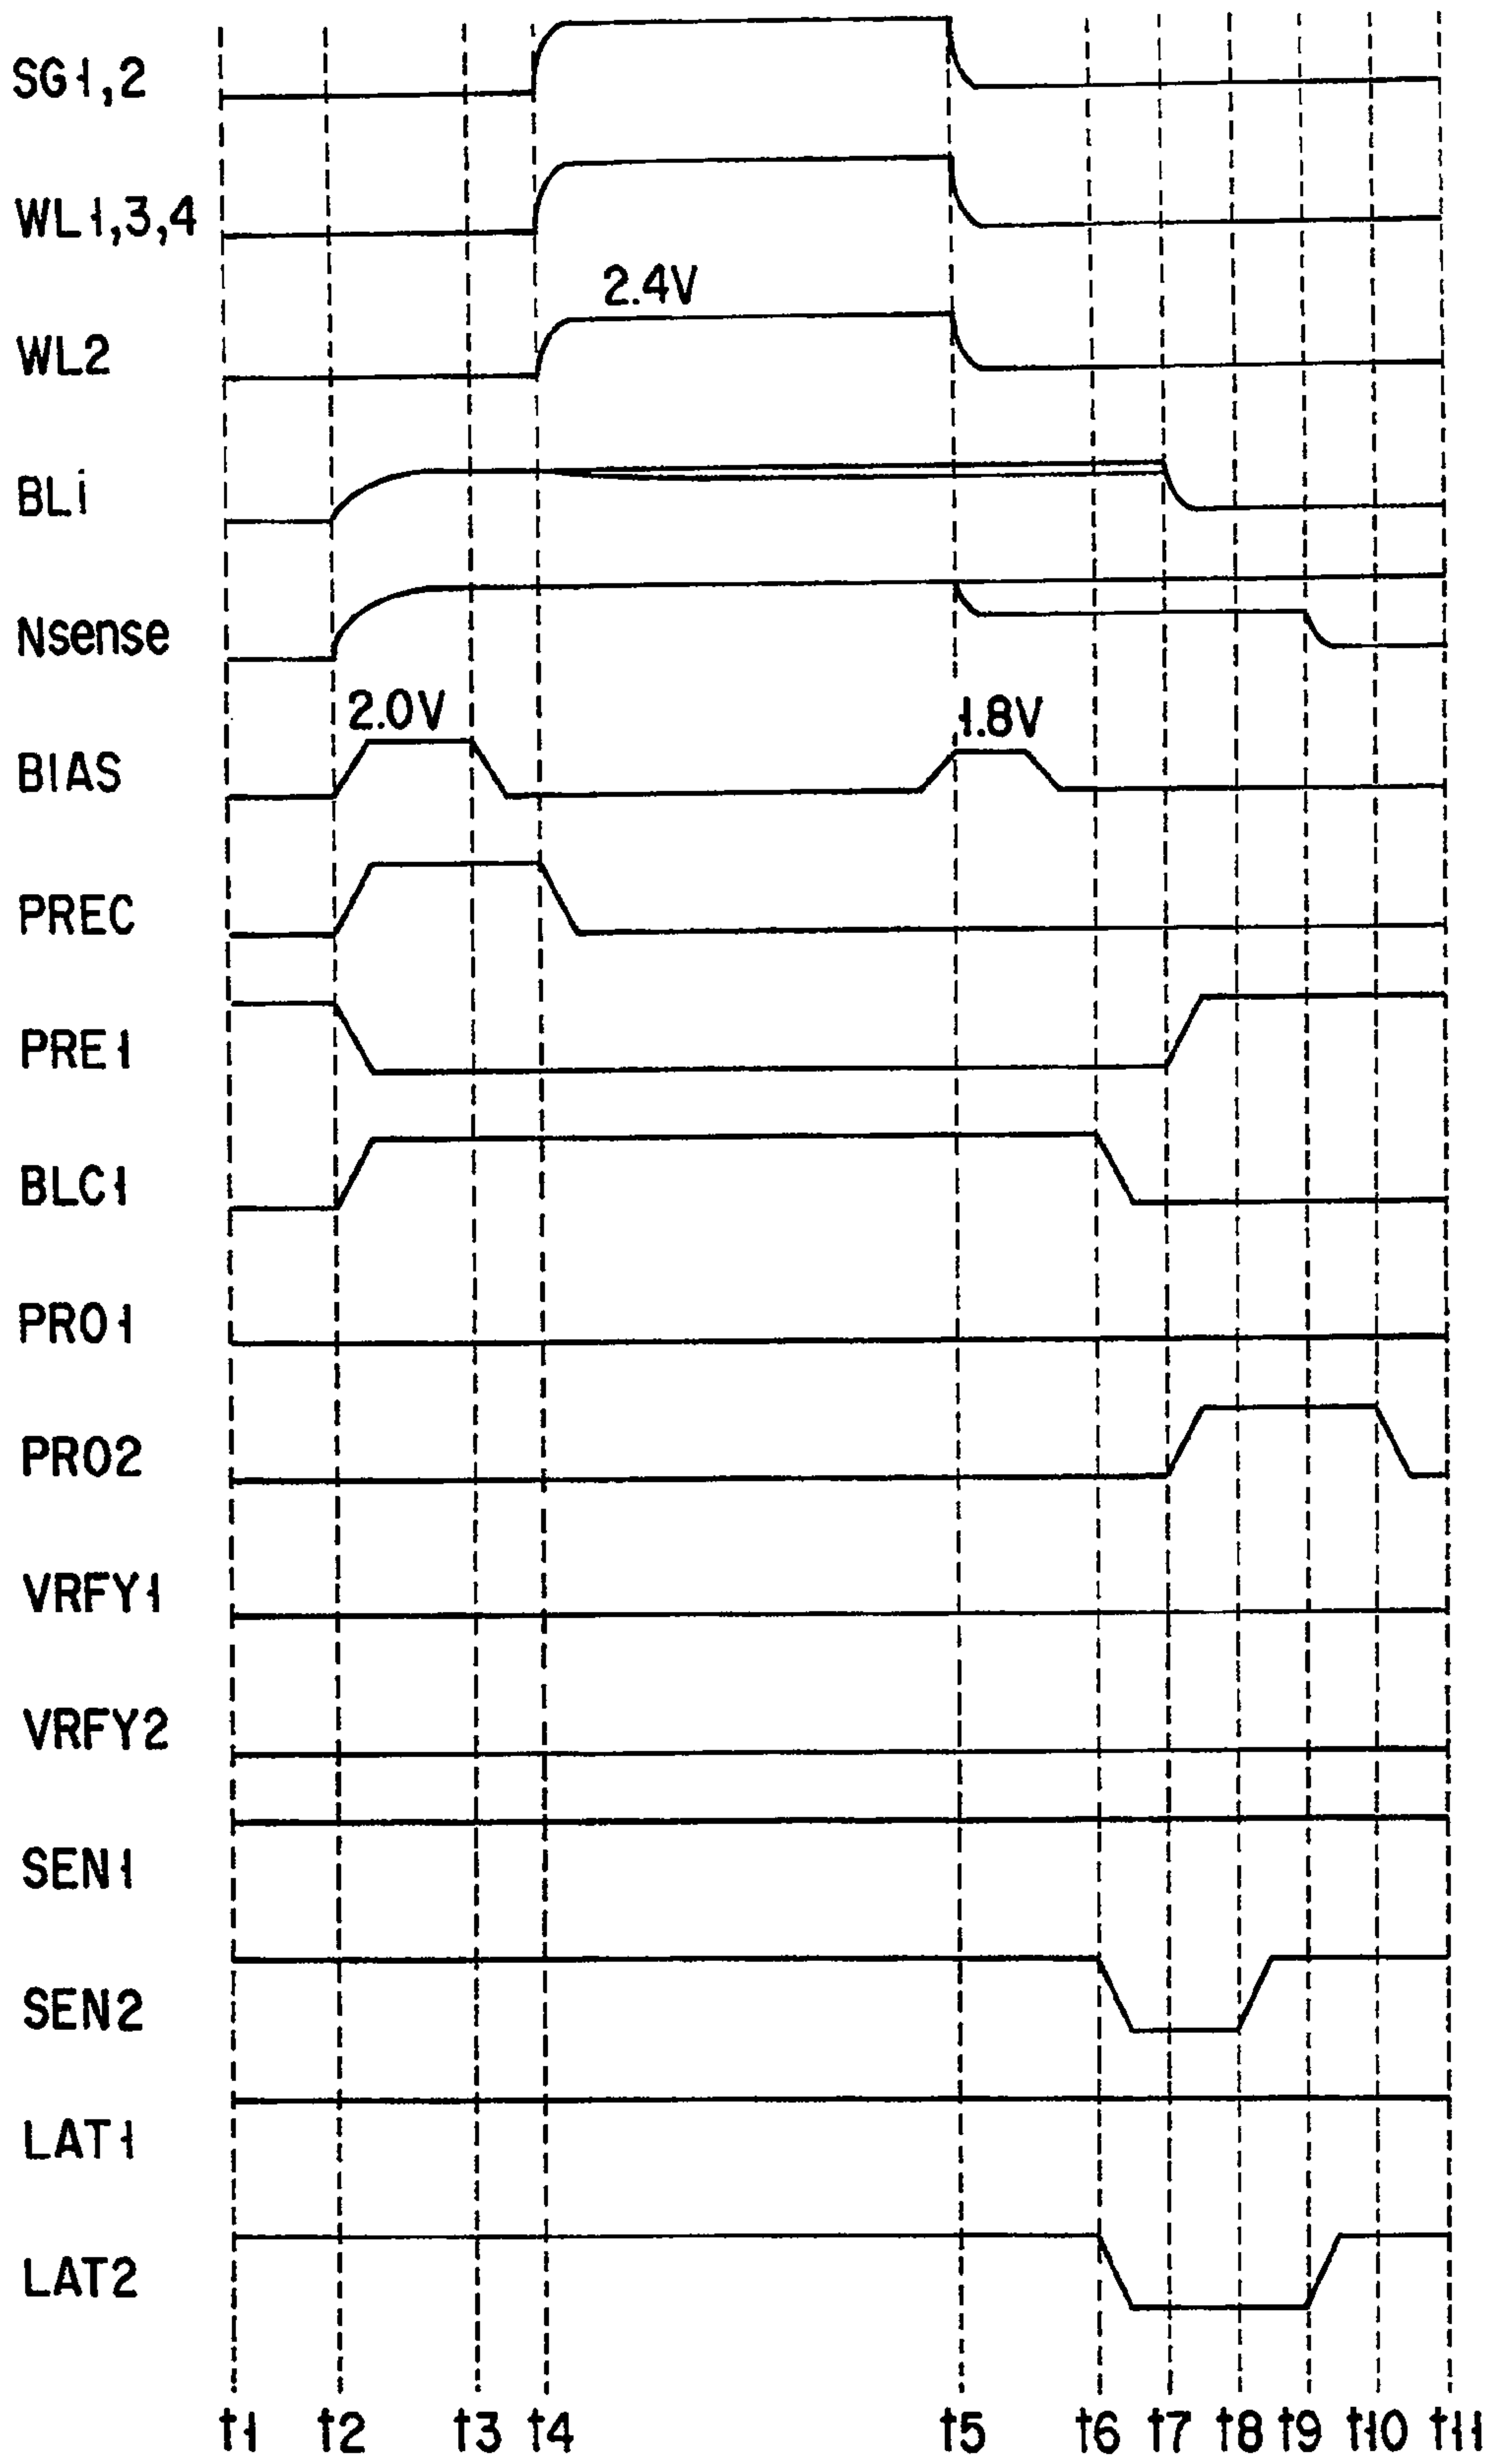 SG1,2
WL1,3,4
2.4V
WL2
BLi
Nsense
2.0V 1.8V
BIAS
PREC
PRE1
BLC1
PRO1
PRO2
VRFY1
VRFY2
SEN1
SEN2
LAT1
LAT2
t1 t2 t3 t4 t5 t6 t7 t8 t9 t10 t11